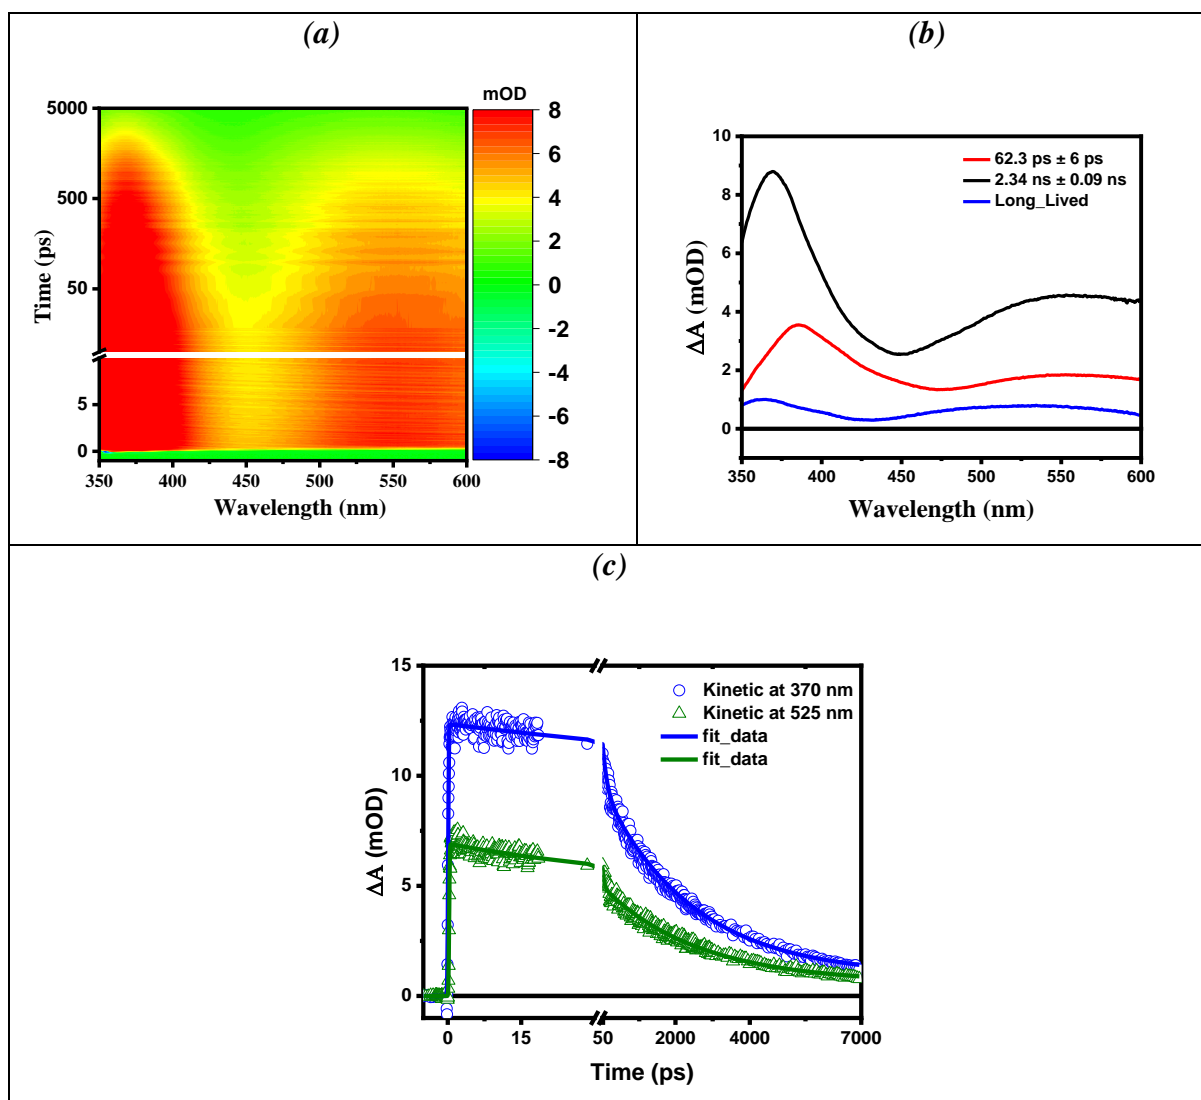 (a)
mOD
5000
500
50
5
0
8
6
4
2
0
-2
-4
-6
-8
350 400 450 500 550 600
Time (ps)
Wavelength (nm)
(b)
10
8
6
4
2
0
62.3 ps ± 6 ps
2.34 ns ± 0.09 ns
Long_Lived
350 400 450 500 550 600
ΔA (mOD)
Wavelength (nm)
(c)
15
10
5
0
Kinetic at 370 nm
Kinetic at 525 nm
fit_data
fit_data
0 15 50 2000 4000 7000
ΔA (mOD)
Time (ps)